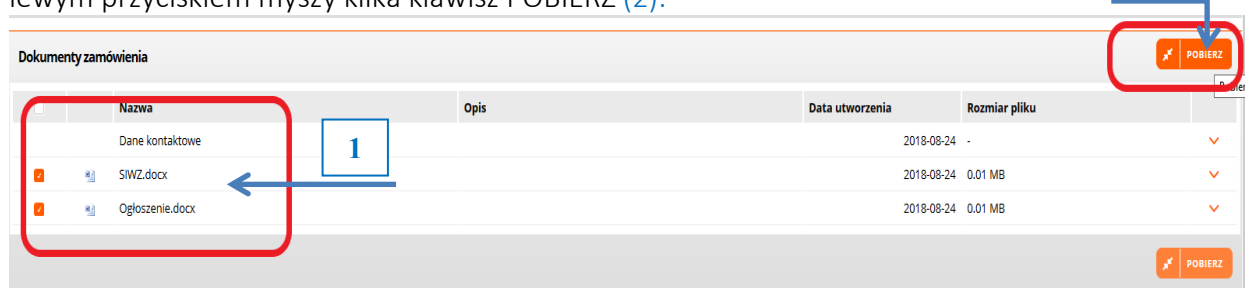 lewym przyciskiem myszy klika klawisz POBIERZ (2).
Dokumenty zamówienia
POBIERZ
Nazwa Opis Data utworzenia Rozmiar pliku
Dane kontaktowe 2018-08-24 -
1
SIWZ.docx 2018-08-24 0.01 MB
Ogłoszenie.docx 2018-08-24 0.01 MB
POBIERZ